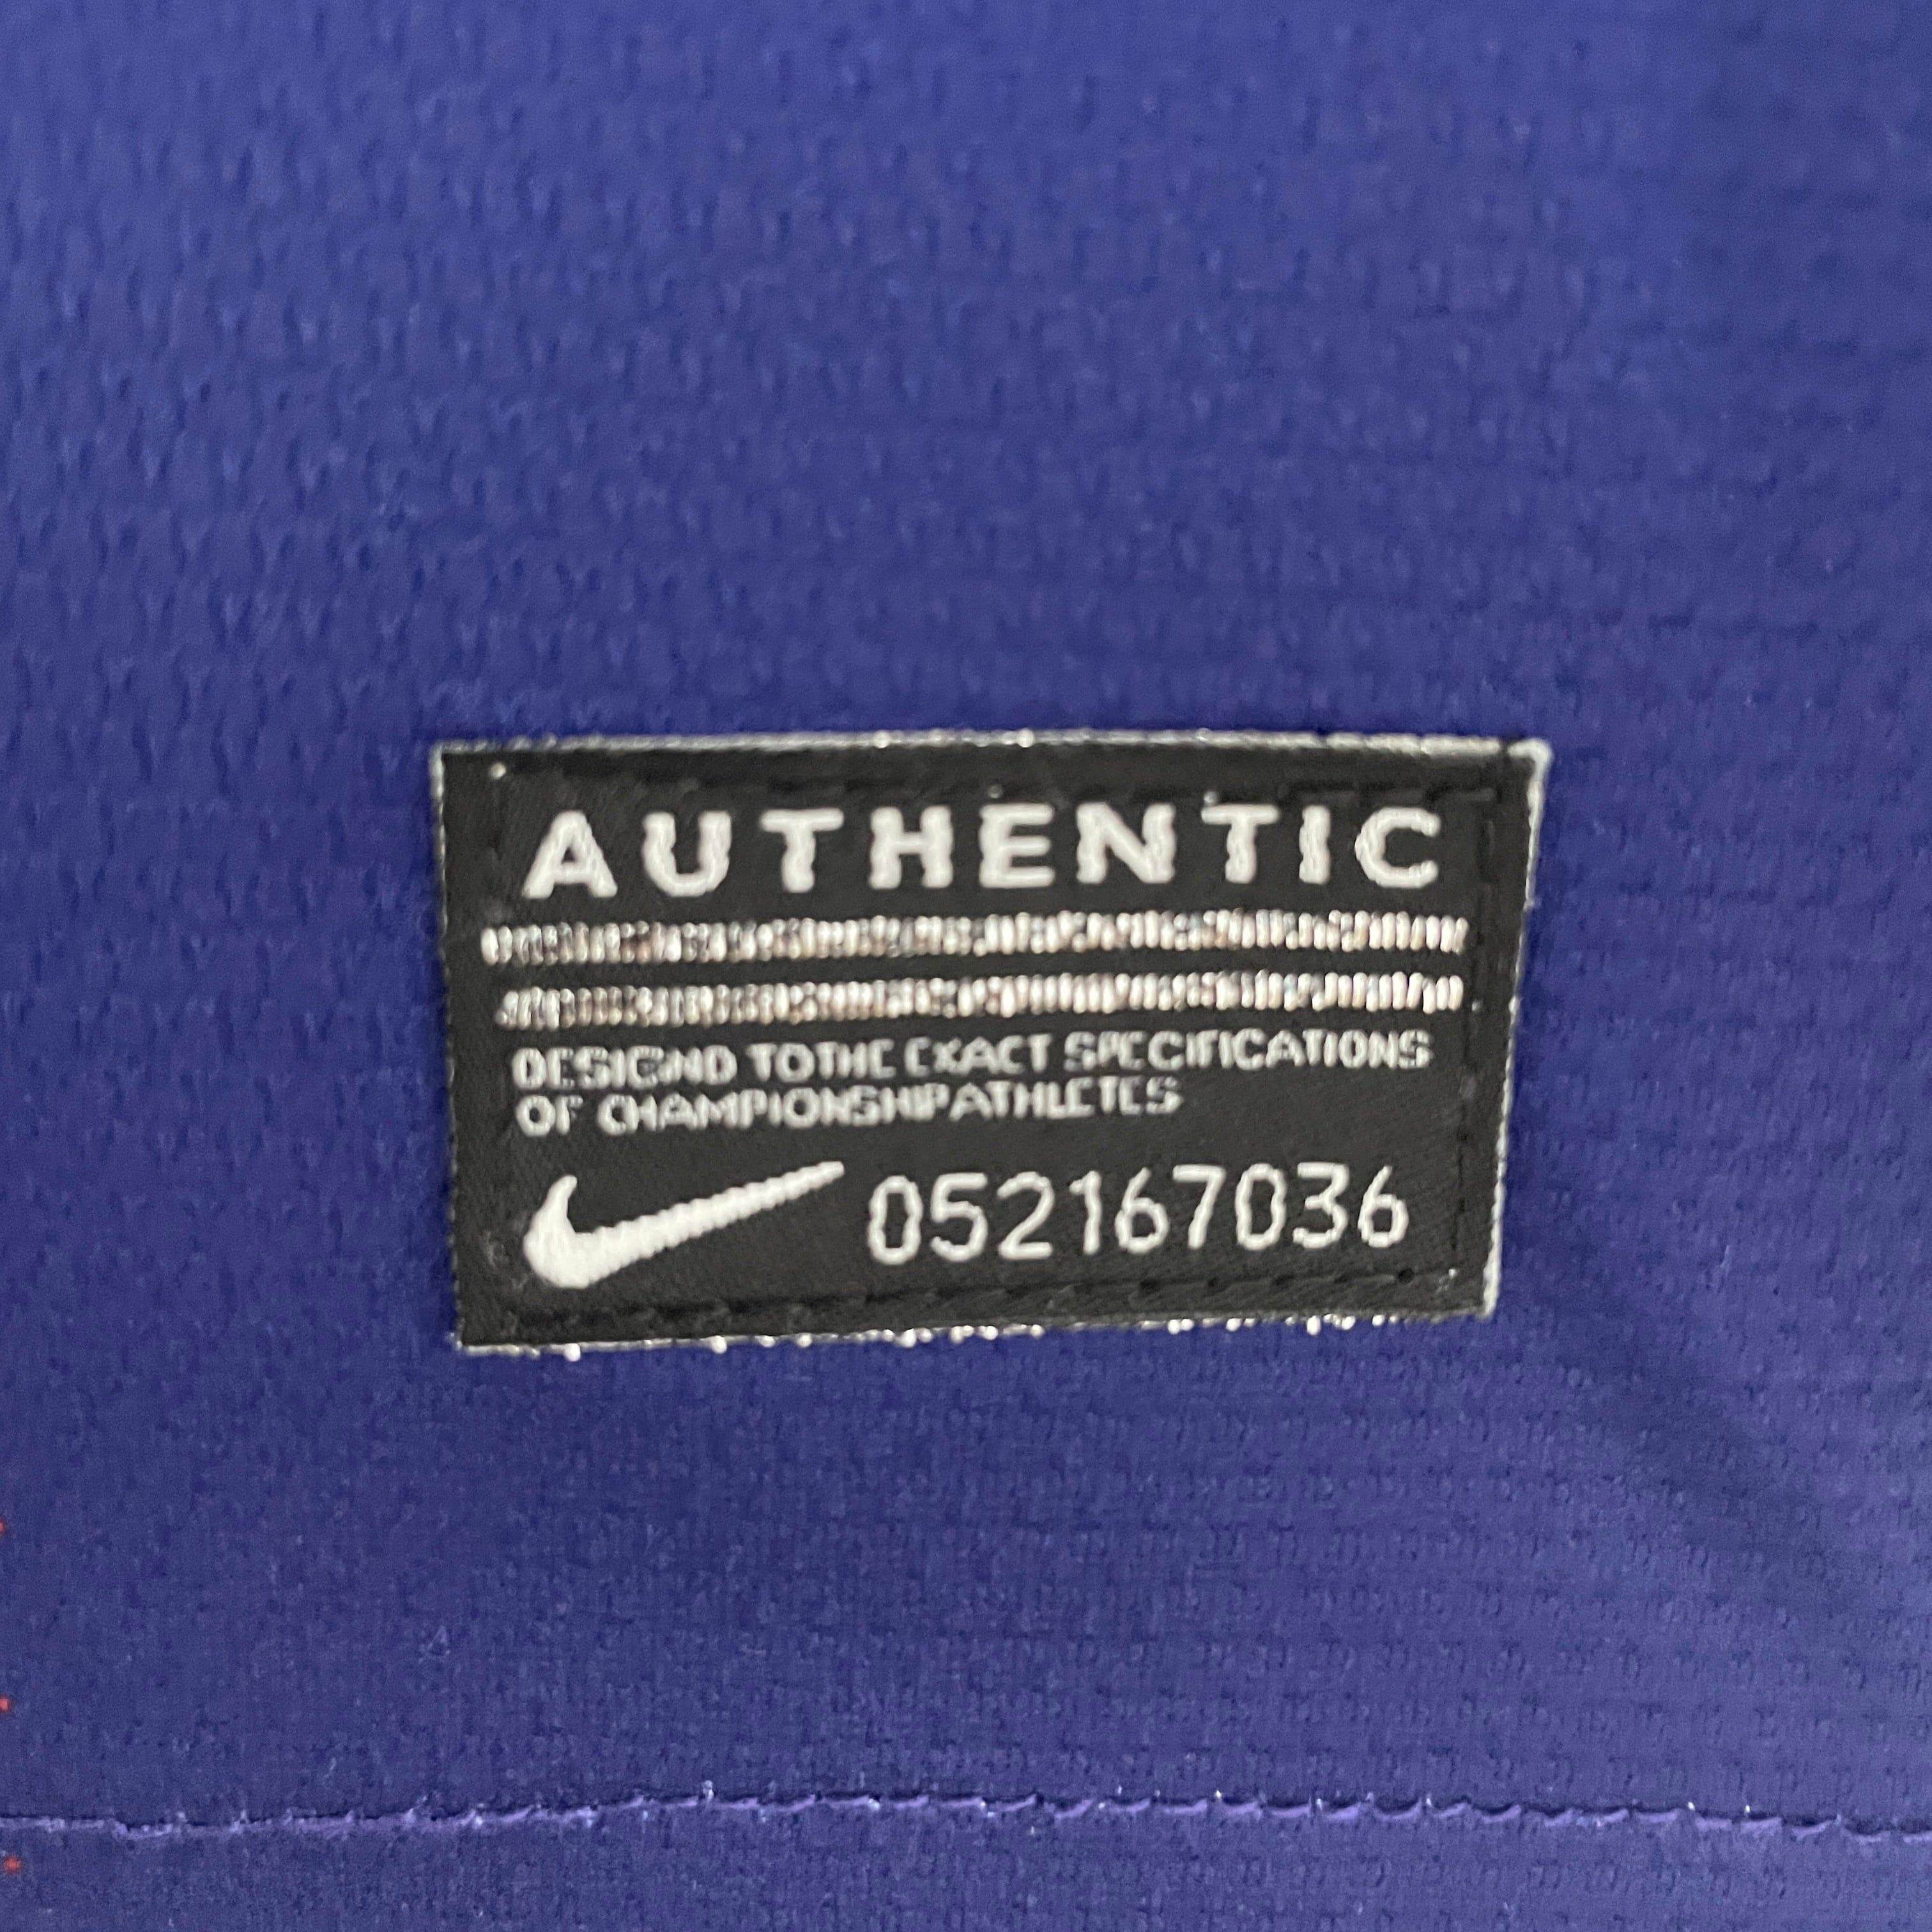 AUTHENTIC
DESIGND TOTHE EXACT SPECIFICATIONS
OF CHAMPIONSHIPATHLETES
052167036